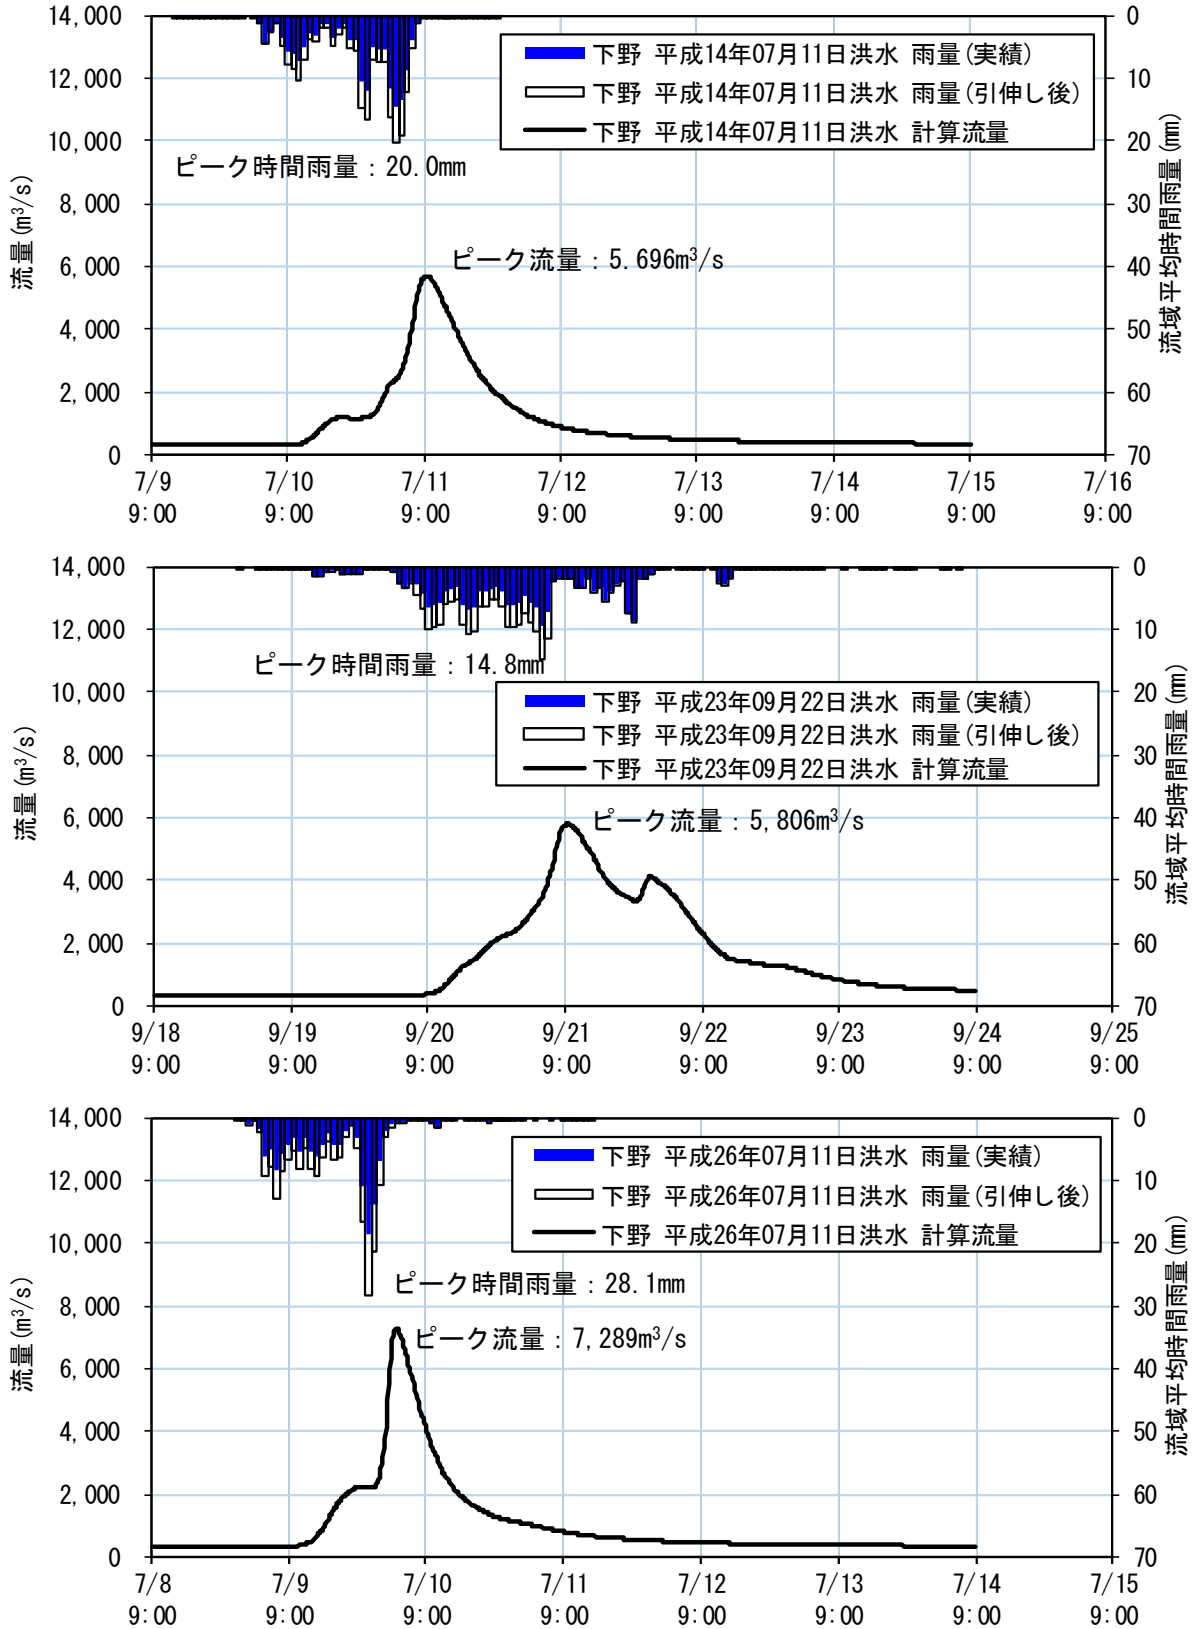 14,000
12,000
10,000
8,000
6,000
4,000
2,000
0
流量(m³/s)
0
10
20
30
40
50
60
70
流域平均時間雨量(mm)
下野 平成14年07月11日洪水 雨量(実績)
下野 平成14年07月11日洪水 雨量(引伸し後)
下野 平成14年07月11日洪水 計算流量
ピーク時間雨量：20.0mm
ピーク流量：5.696m³/s
7/9 7/10 7/11 7/12 7/13 7/14 7/15 7/16
9:00 9:00 9:00 9:00 9:00 9:00 9:00 9:00
14,000
12,000
10,000
8,000
6,000
4,000
2,000
0
流量(m³/s)
0
10
20
30
40
50
60
70
流域平均時間雨量(mm)
ピーク時間雨量：14.8mm
下野 平成23年09月22日洪水 雨量(実績)
下野 平成23年09月22日洪水 雨量(引伸し後)
下野 平成23年09月22日洪水 計算流量
ピーク流量：5,806m³/s
9/18 9/19 9/20 9/21 9/22 9/23 9/24 9/25
9:00 9:00 9:00 9:00 9:00 9:00 9:00 9:00
14,000
12,000
10,000
8,000
6,000
4,000
2,000
0
流量(m³/s)
0
10
20
30
40
50
60
70
流域平均時間雨量(mm)
下野 平成26年07月11日洪水 雨量(実績)
下野 平成26年07月11日洪水 雨量(引伸し後)
下野 平成26年07月11日洪水 計算流量
ピーク時間雨量：28.1mm
ピーク流量：7,289m³/s
7/8 7/9 7/10 7/11 7/12 7/13 7/14 7/15
9:00 9:00 9:00 9:00 9:00 9:00 9:00 9:00